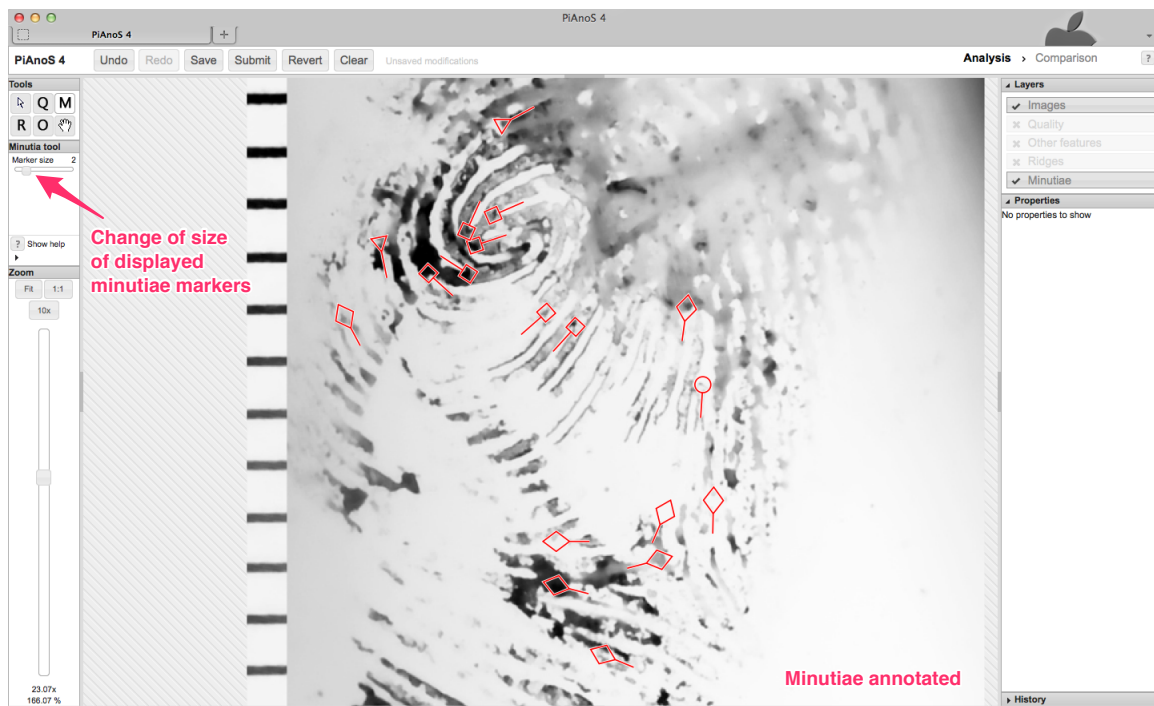 PiAnoS 4
PiAnoS 4
PiAnoS 4
Undo
Redo
Save
Submit
Revert
Clear
Unsaved modifications
Analysis › Comparison
?
Tools
Q M
R O
Minutia tool
Marker size 2
Change of size
of displayed
minutiae markers
? Show help
Zoom
Fit 1:1
10x
23.07x
166.07 %
Layers
Images
Quality
Other features
Ridges
Minutiae
Properties
No properties to show
Minutiae annotated
History